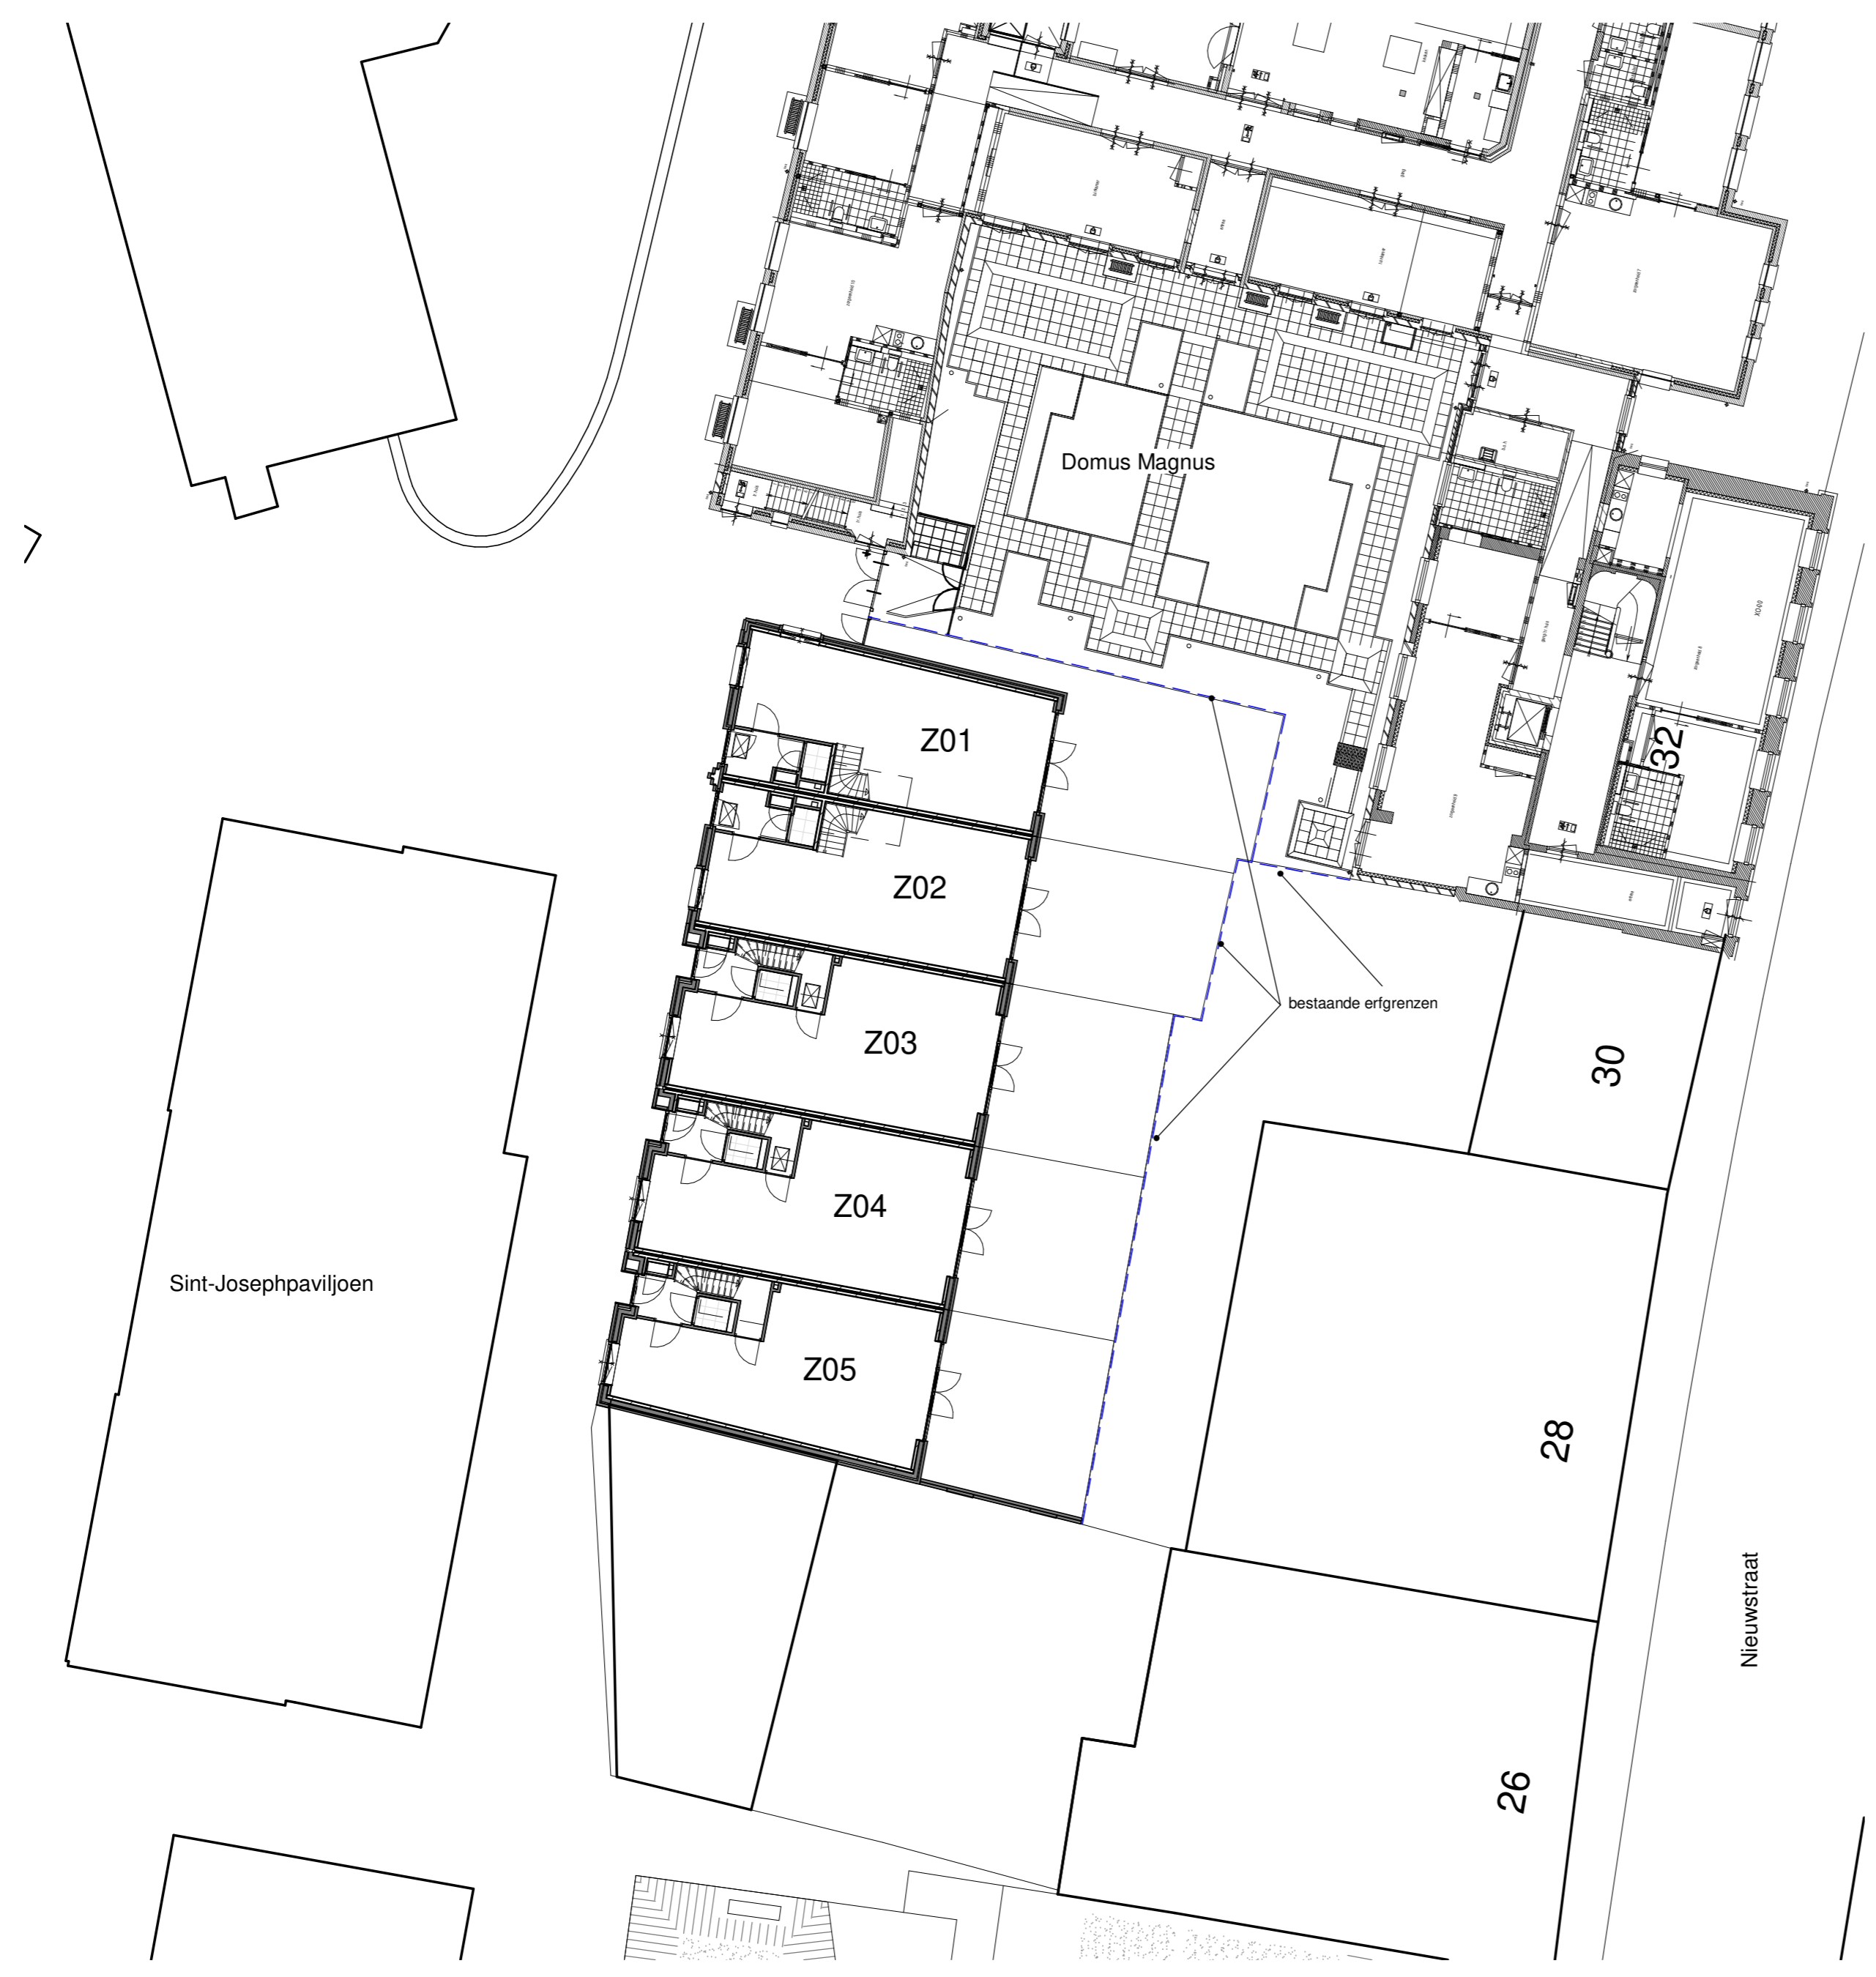 Domus Magnus
Z01
32
Z02
bestaande erfgrenzen
Z03
30
Z04
Sint-Josephpaviljoen
Z05
28
Nieuwstraat
26